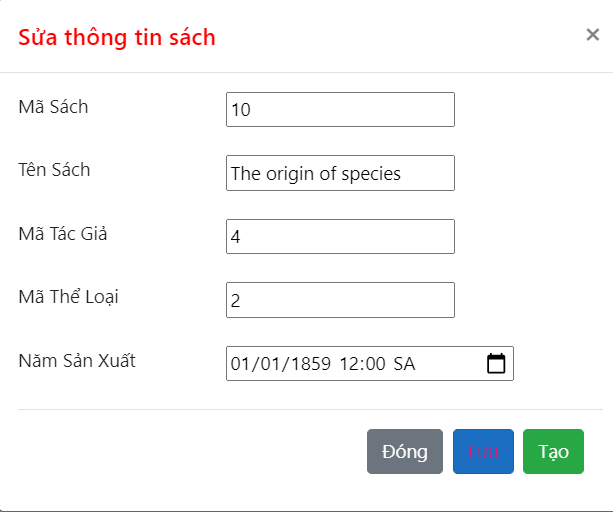 Sửa thông tin sách ×
Mã Sách 10
Tên Sách The origin of species
Mã Tác Giả 4
Mã Thể Loại 2
Năm Sản Xuất 01/01/1859 12:00 SA
Đóng Lưu Tạo